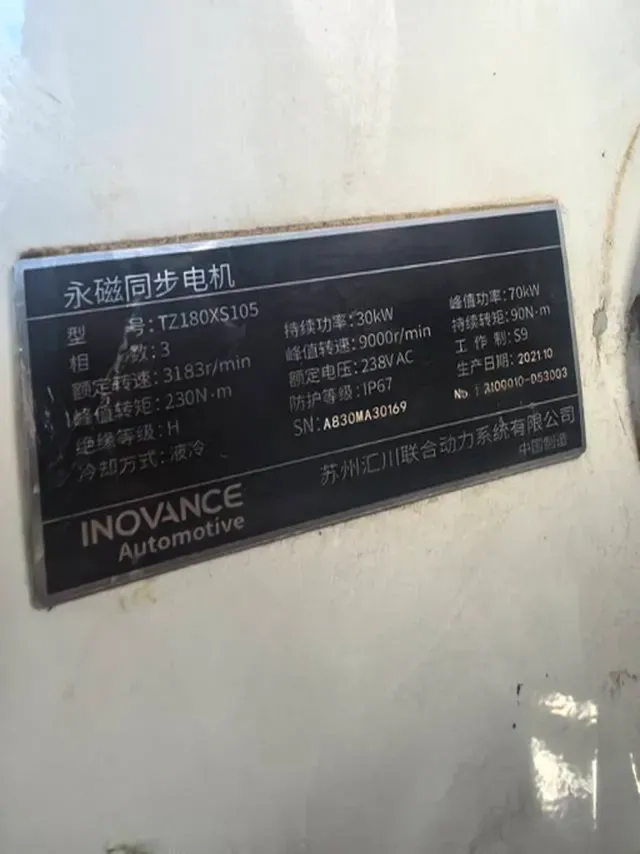 永磁同步电机
型 号:TZ180XS105 持续功率:30kW 峰值功率:70kW
相 数:3 峰值转速:9000r/min 持续转矩:90N·m
额定转速:3183r/min 额定电压:238VAC 工 作 制:S9
峰值转矩:230N·m 防护等级:IP67 生产日期:2021.10
绝缘等级:H SN:A830MA30169 No:A100010-D53003
冷却方式:液冷
INOVANCE 苏州汇川联合动力系统有限公司
Automotive 中国制造